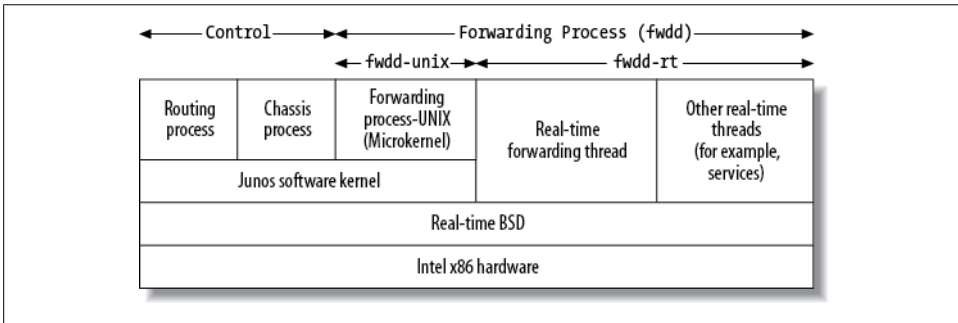 Control
Forwarding Process (fwdd)
fwdd-unix
fwdd-rt
Routing
process
Chassis
process
Forwarding
process-UNIX
(Microkernel)
Real-time
forwarding thread
Other real-time
threads
(for example,
services)
Junos software kernel
Real-time BSD
Intel x86 hardware